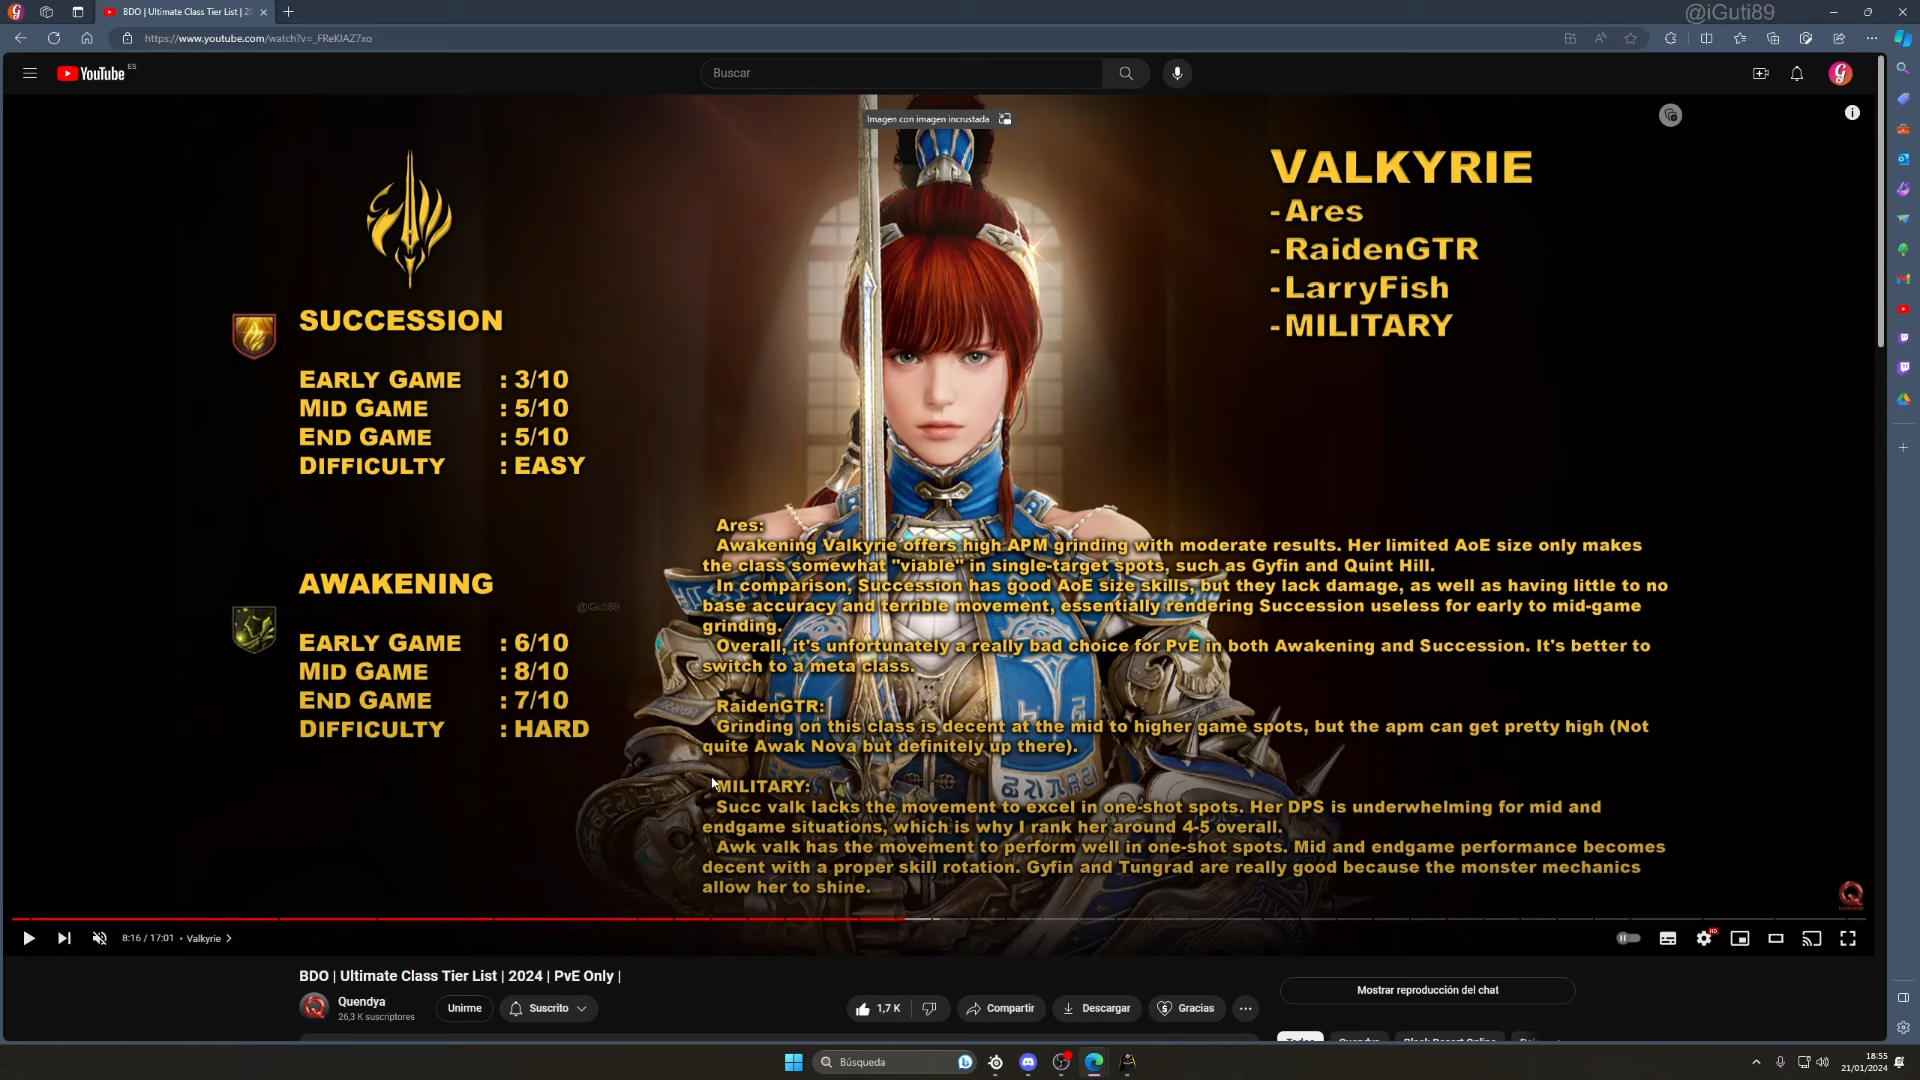 BDO | Ultimate Class Tier List | 2
@iGuti89
https://www.youtube.com/watch?v=_FReKIAZ7xo
YouTube ES
Buscar
Imagen con imagen incrustada
VALKYRIE
-Ares
-RaidenGTR
-LarryFish
-MILITARY
SUCCESSION
EARLY GAME : 3/10
MID GAME : 5/10
END GAME : 5/10
DIFFICULTY : EASY
AWAKENING
@iGuti89
EARLY GAME : 6/10
MID GAME : 8/10
END GAME : 7/10
DIFFICULTY : HARD
Ares:
Awakening Valkyrie offers high APM grinding with moderate results. Her limited AoE size only makes
the class somewhat "viable" in single-target spots, such as Gyfin and Quint Hill.
In comparison, Succession has good AoE size skills, but they lack damage, as well as having little to no
base accuracy and terrible movement, essentially rendering Succession useless for early to mid-game
grinding.
Overall, it's unfortunately a really bad choice for PvE in both Awakening and Succession. It's better to
switch to a meta class.
RaidenGTR:
Grinding on this class is decent at the mid to higher game spots, but the apm can get pretty high (Not
quite Awak Nova but definitely up there).
MILITARY:
Succ valk lacks the movement to excel in one-shot spots. Her DPS is underwhelming for mid and
endgame situations, which is why I rank her around 4-5 overall.
Awk valk has the movement to perform well in one-shot spots. Mid and endgame performance becomes
decent with a proper skill rotation. Gyfin and Tungrad are really good because the monster mechanics
allow her to shine.
8:16 / 17:01 • Valkyrie
HD
BDO | Ultimate Class Tier List | 2024 | PvE Only |
Quendya
26,3 K suscriptores
Unirme
Suscrito
1,7 K
Compartir
Descargar
Gracias
Mostrar reproducción del chat
Búsqueda
18:55
21/01/2024